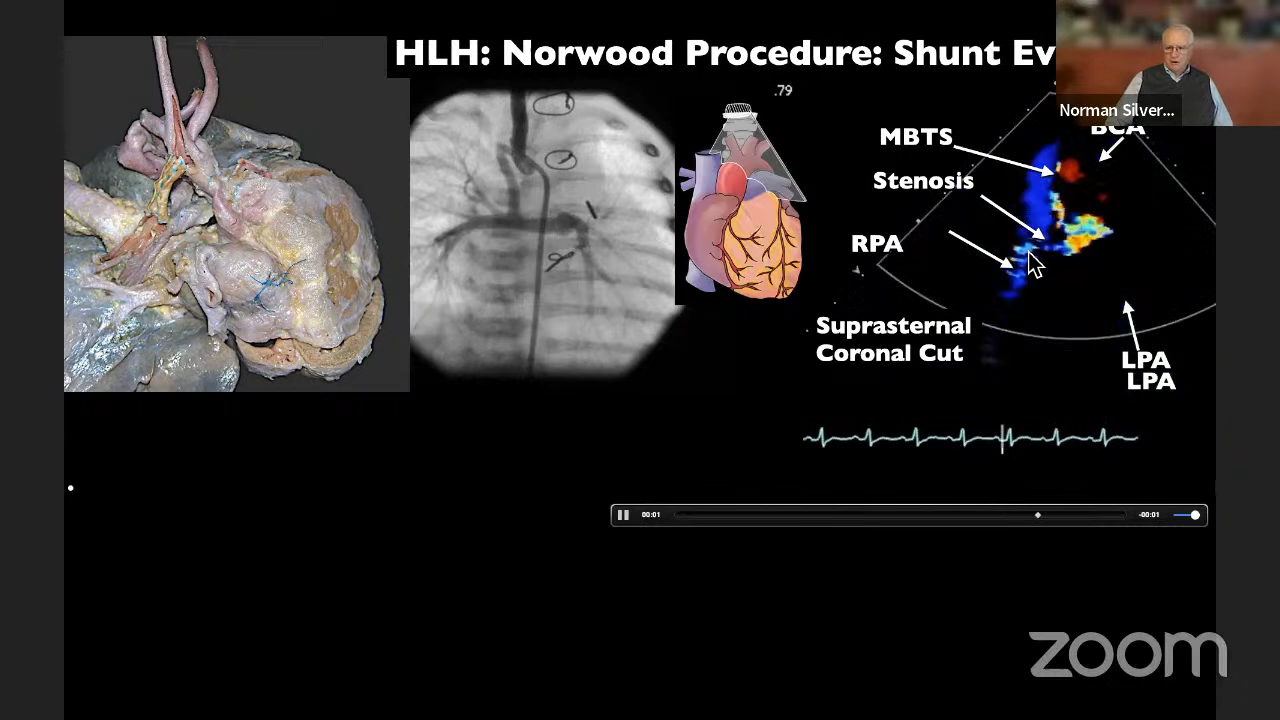 HLH: Norwood Procedure: Shunt Ev
Norman Silver...
.79
MBTS
BCA
Stenosis
RPA
Suprasternal
Coronal Cut
LPA
LPA
00:01
-00:01
zoom